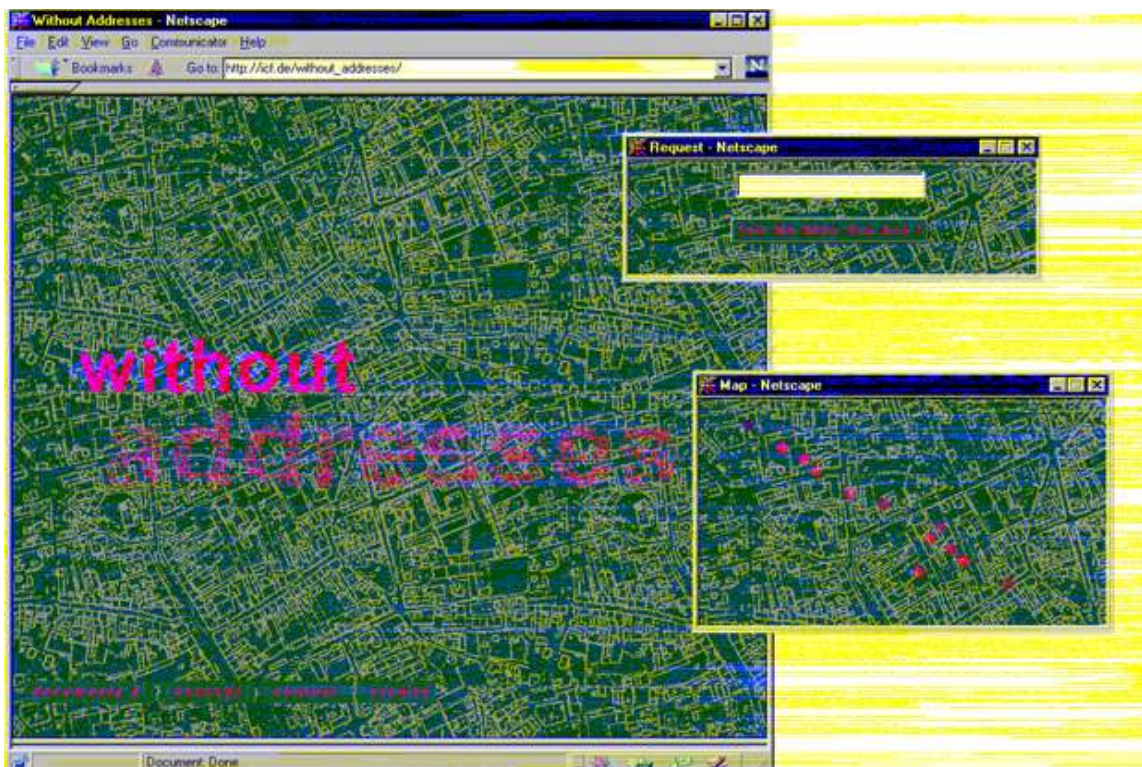 Without Addresses - Netscape
File Edit View Go Communicator Help
Bookmarks Go to: http://icf.de/without_addresses/
N
without
addresses
Document: Done
Request - Netscape
Map - Netscape